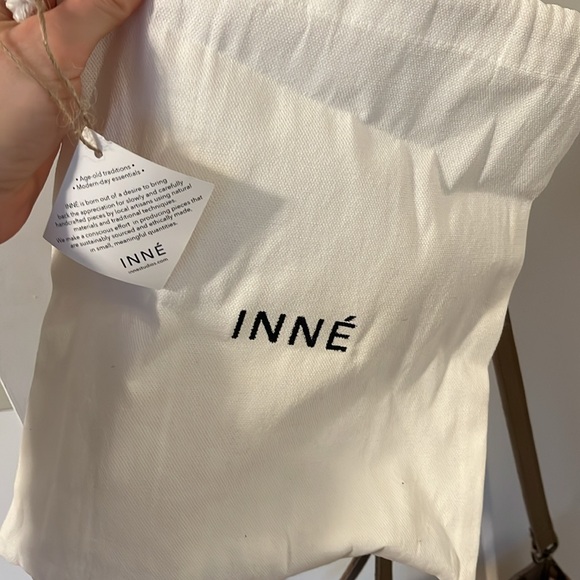 • Age-old traditions •
• Modern-day essentials •
INNÉ is born out of a desire to bring
back the appreciation for slowly and carefully
handcrafted pieces by local artisans using natural
materials and traditional techniques.
We make a conscious effort in producing pieces that
are sustainably sourced and ethically made,
in small, meaningful quantities.
INNÉ
innestudios.com
INNÉ